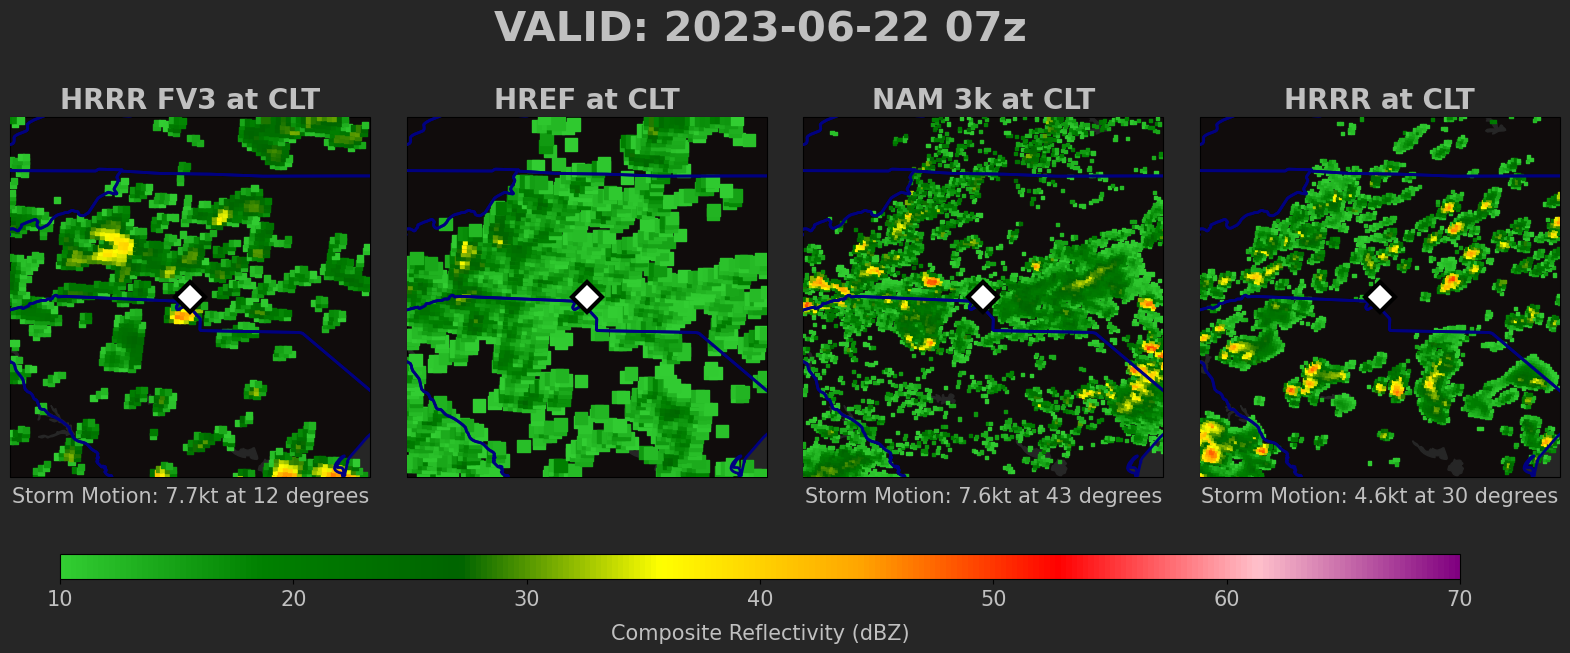 VALID: 2023-06-22 07z
HRRR FV3 at CLT
HREF at CLT
NAM 3k at CLT
HRRR at CLT
Storm Motion: 7.7kt at 12 degrees
Storm Motion: 7.6kt at 43 degrees
Storm Motion: 4.6kt at 30 degrees
10 20 30 40 50 60 70
Composite Reflectivity (dBZ)